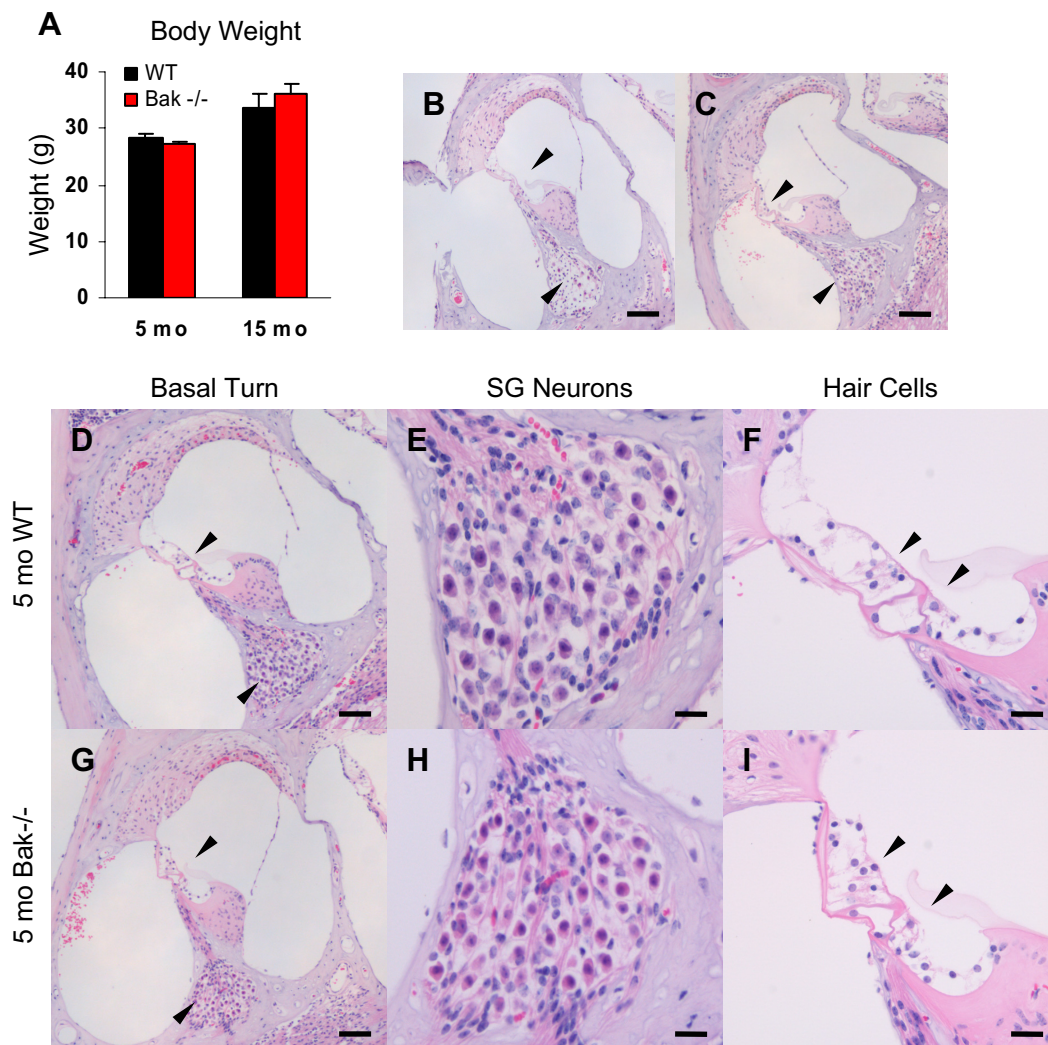 A
Body Weight
WT
Bak -/-
Weight (g)
40
30
20
10
0
5 mo
15 mo
B
C
Basal Turn
SG Neurons
Hair Cells
5 mo WT
D
E
F
5 mo Bak-/-
G
H
I